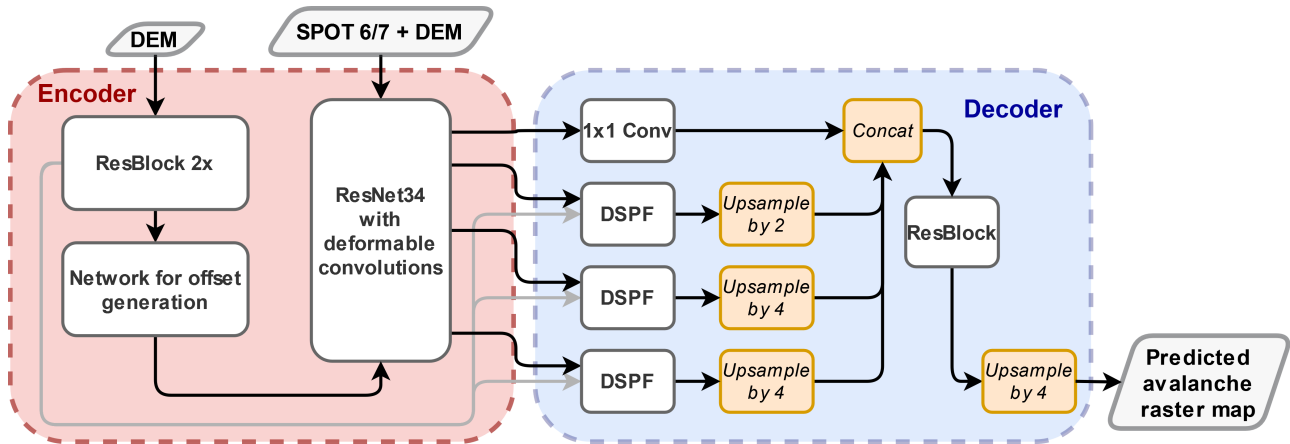 DEM
SPOT 6/7 + DEM
Encoder
Decoder
ResBlock 2x
Network for offset
generation
ResNet34
with
deformable
convolutions
1x1 Conv
Concat
DSPF
Upsample
by 2
ResBlock
DSPF
Upsample
by 4
DSPF
Upsample
by 4
Upsample
by 4
Predicted
avalanche
raster map